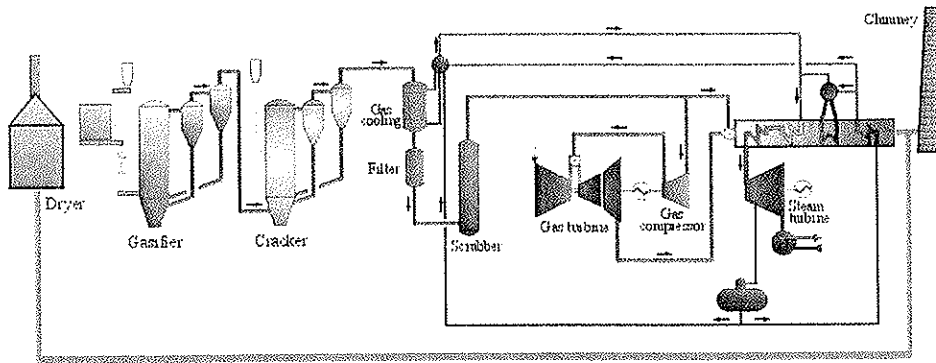 Chimney
Gas
cooling
Filter
Dryer
Gasifier
Cracker
Scrubber
Gas turbine
Gas
compressor
Steam
turbine